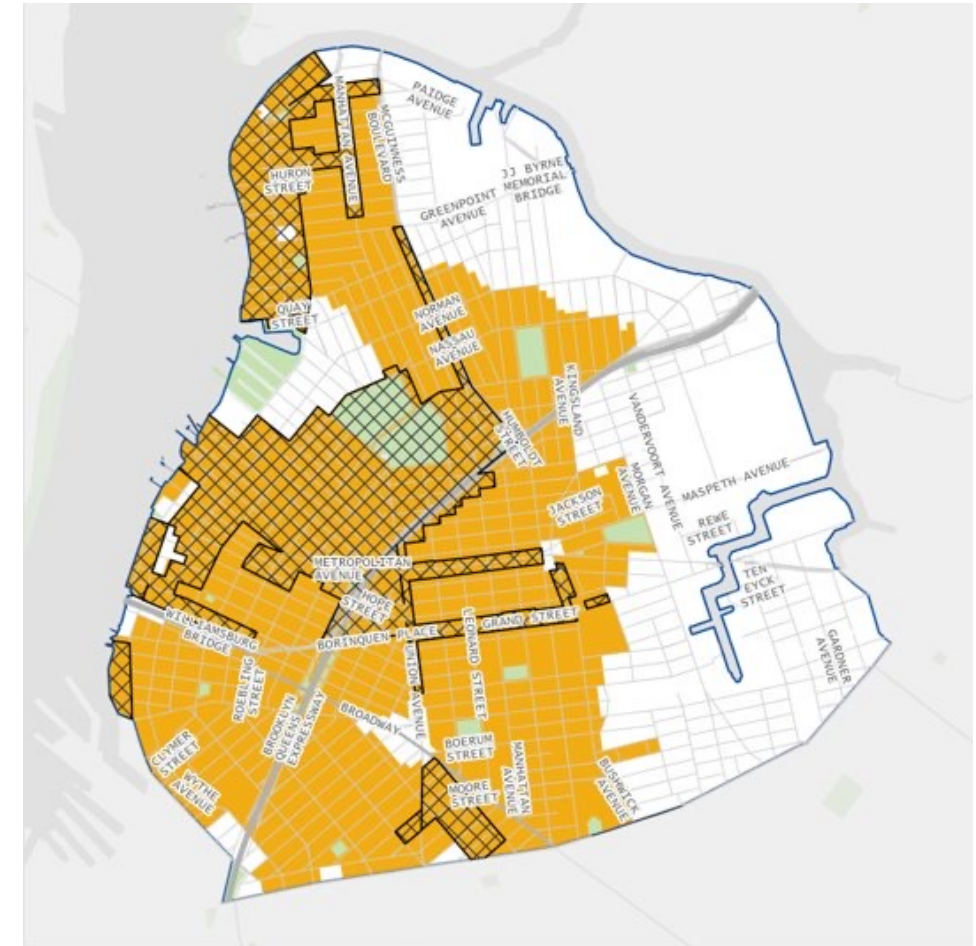 PAIDGE
AVENUE
MANHATTAN AVENUE
MCGUINNESS
BOULEVARD
JJ BYRNE
MEMORIAL
BRIDGE
HURON
STREET
GREENPOINT
AVENUE
QUAY
STREET
NORMAN
AVENUE
NASSAU
AVENUE
KINGSLAND
AVENUE
HUMBOLDT
STREET
VANDERVOORT AVENUE
MORGAN
AVENUE
MASPETH AVENUE
JACKSON
STREET
REWE
STREET
METROPOLITAN
AVENUE
TEN
EYCK
STREET
HOPE
STREET
WILLIAMSBURG
BRIDGE
BORINQUEN PLACE
LEONARD STREET
GRAND STREET
GARDNER
AVENUE
UNION AVENUE
ROEBLING
STREET
BROOKLYN
QUEENS
EXPRESSWAY
BROADWAY
CLYMER
STREET
BOERUM
STREET
WYTHE
AVENUE
MOORE
STREET
MANHATTAN
AVENUE
BUSHWICK
AVENUE